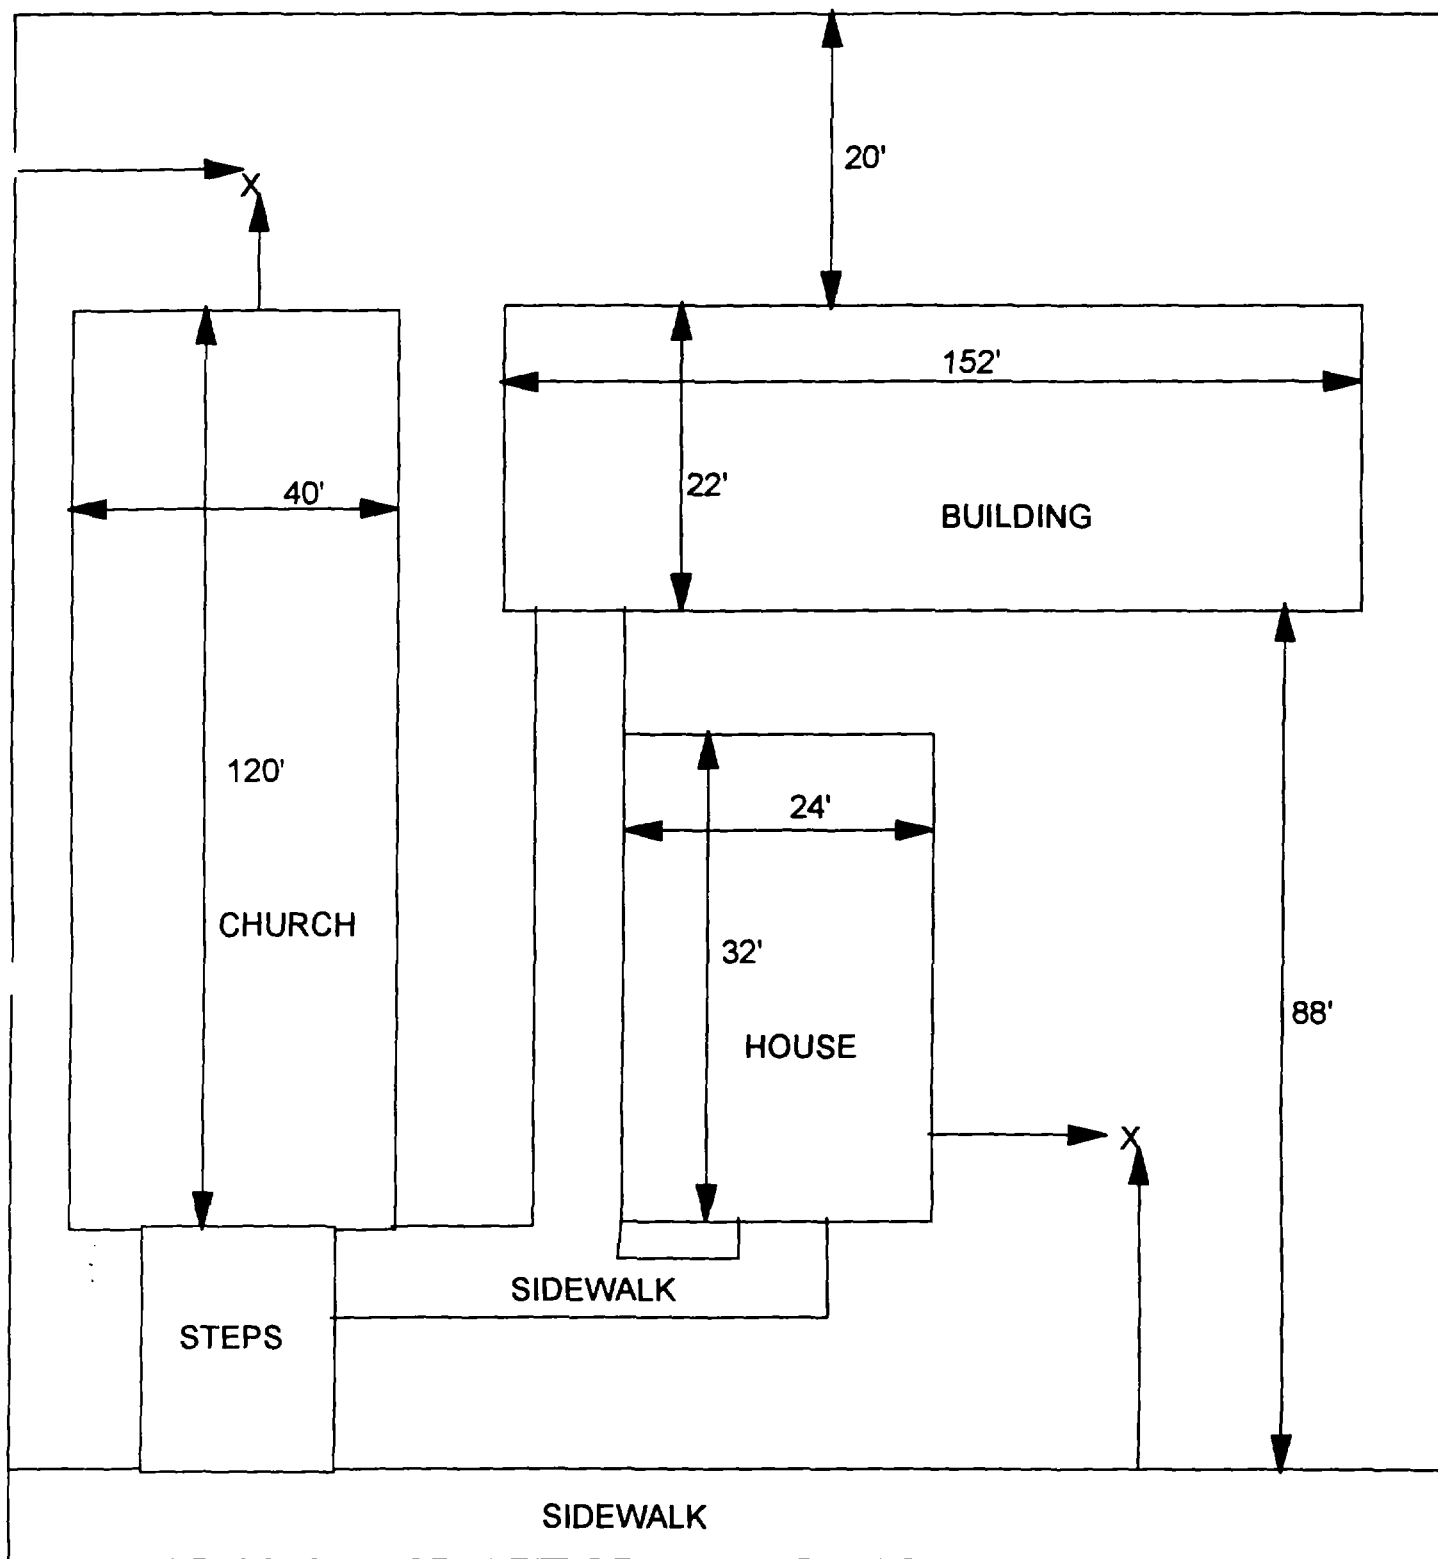 20'
X
152'
40'
22'
BUILDING
120'
24'
CHURCH
32'
88'
HOUSE
X
SIDEWALK
STEPS
SIDEWALK